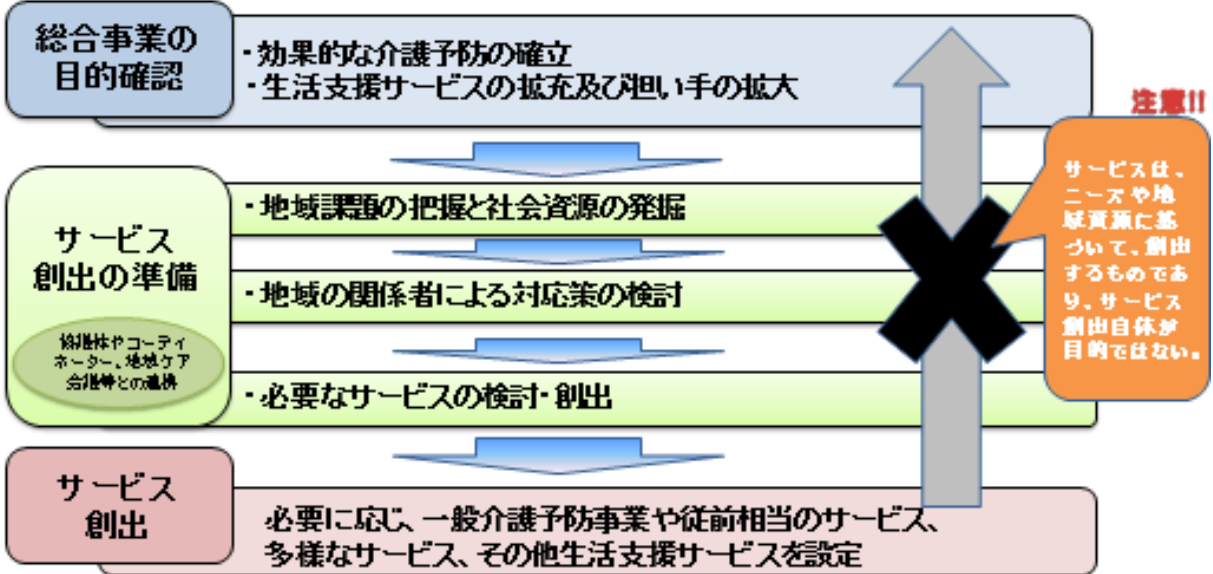 総合事業の
目的確認
・効果的な介護予防の確立
・生活支援サービスの拡充及び担い手の拡大
注意!!
サービスは、
ニーズや地
域資源に基
づいて、創出
するものであ
り、サービス
創出自体が
目的ではない。
サービス
創出の準備
協議体やコーディ
ネーター、地域ケア
会議等との連携
・地域課題の把握と社会資源の発掘
・地域の関係者による対応策の検討
・必要なサービスの検討・創出
サービス
創出
必要に応じ、一般介護予防事業や従前相当のサービス、
多様なサービス、その他生活支援サービスを設定